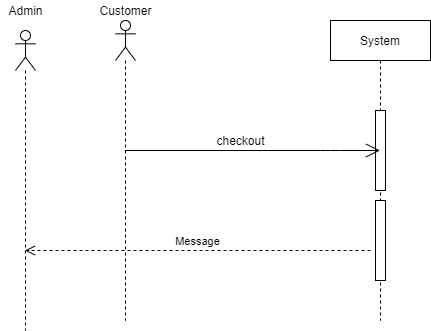 Admin
Customer
System
checkout
Message